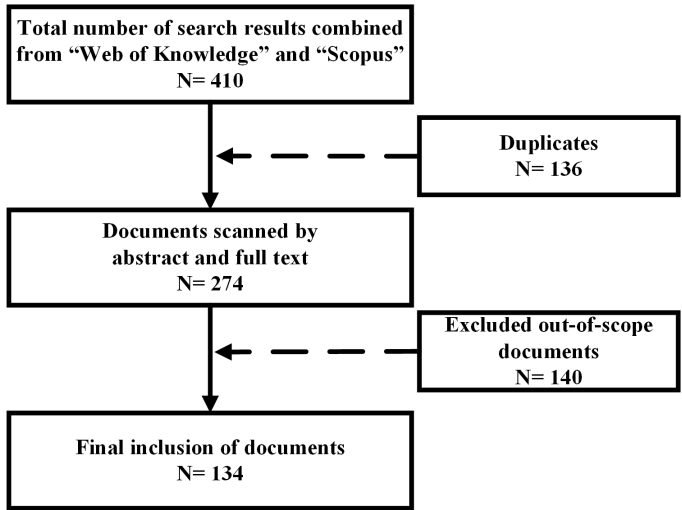 Total number of search results combined
from “Web of Knowledge” and “Scopus”
N= 410
Duplicates
N= 136
Documents scanned by
abstract and full text
N= 274
Excluded out-of-scope
documents
N= 140
Final inclusion of documents
N= 134